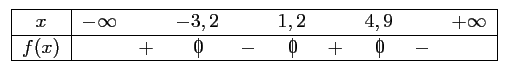 x −∞ −3,2 1,2 4,9 +∞
f(x) + 0 − 0 + 0 −